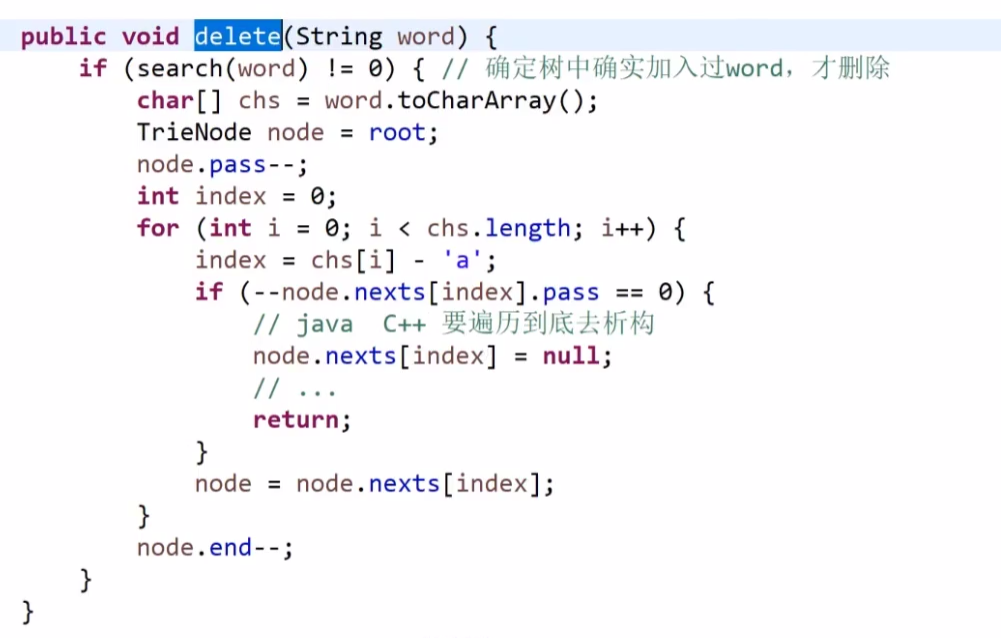 public void delete(String word) {
if (search(word) != 0) { // 确定树中确实加入过word，才删除
char[] chs = word.toCharArray();
TrieNode node = root;
node.pass--;
int index = 0;
for (int i = 0; i < chs.length; i++) {
index = chs[i] - 'a';
if (--node.nexts[index].pass == 0) {
// java  C++ 要遍历到底去析构
node.nexts[index] = null;
// ...
return;
}
node = node.nexts[index];
}
node.end--;
}
}